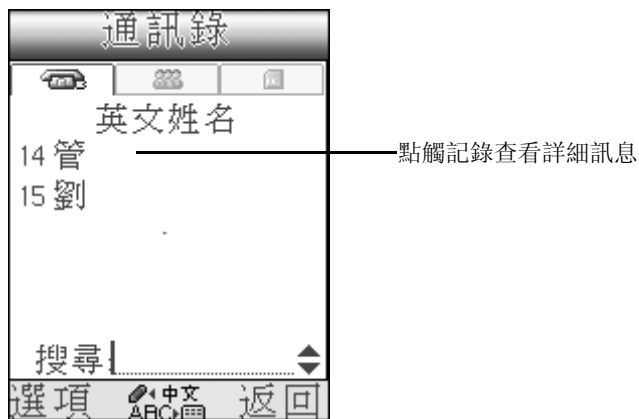 通訊錄
英文姓名
14 管
點觸記錄查看詳細訊息
15 劉
搜尋:
選項 中文 ABC 返回